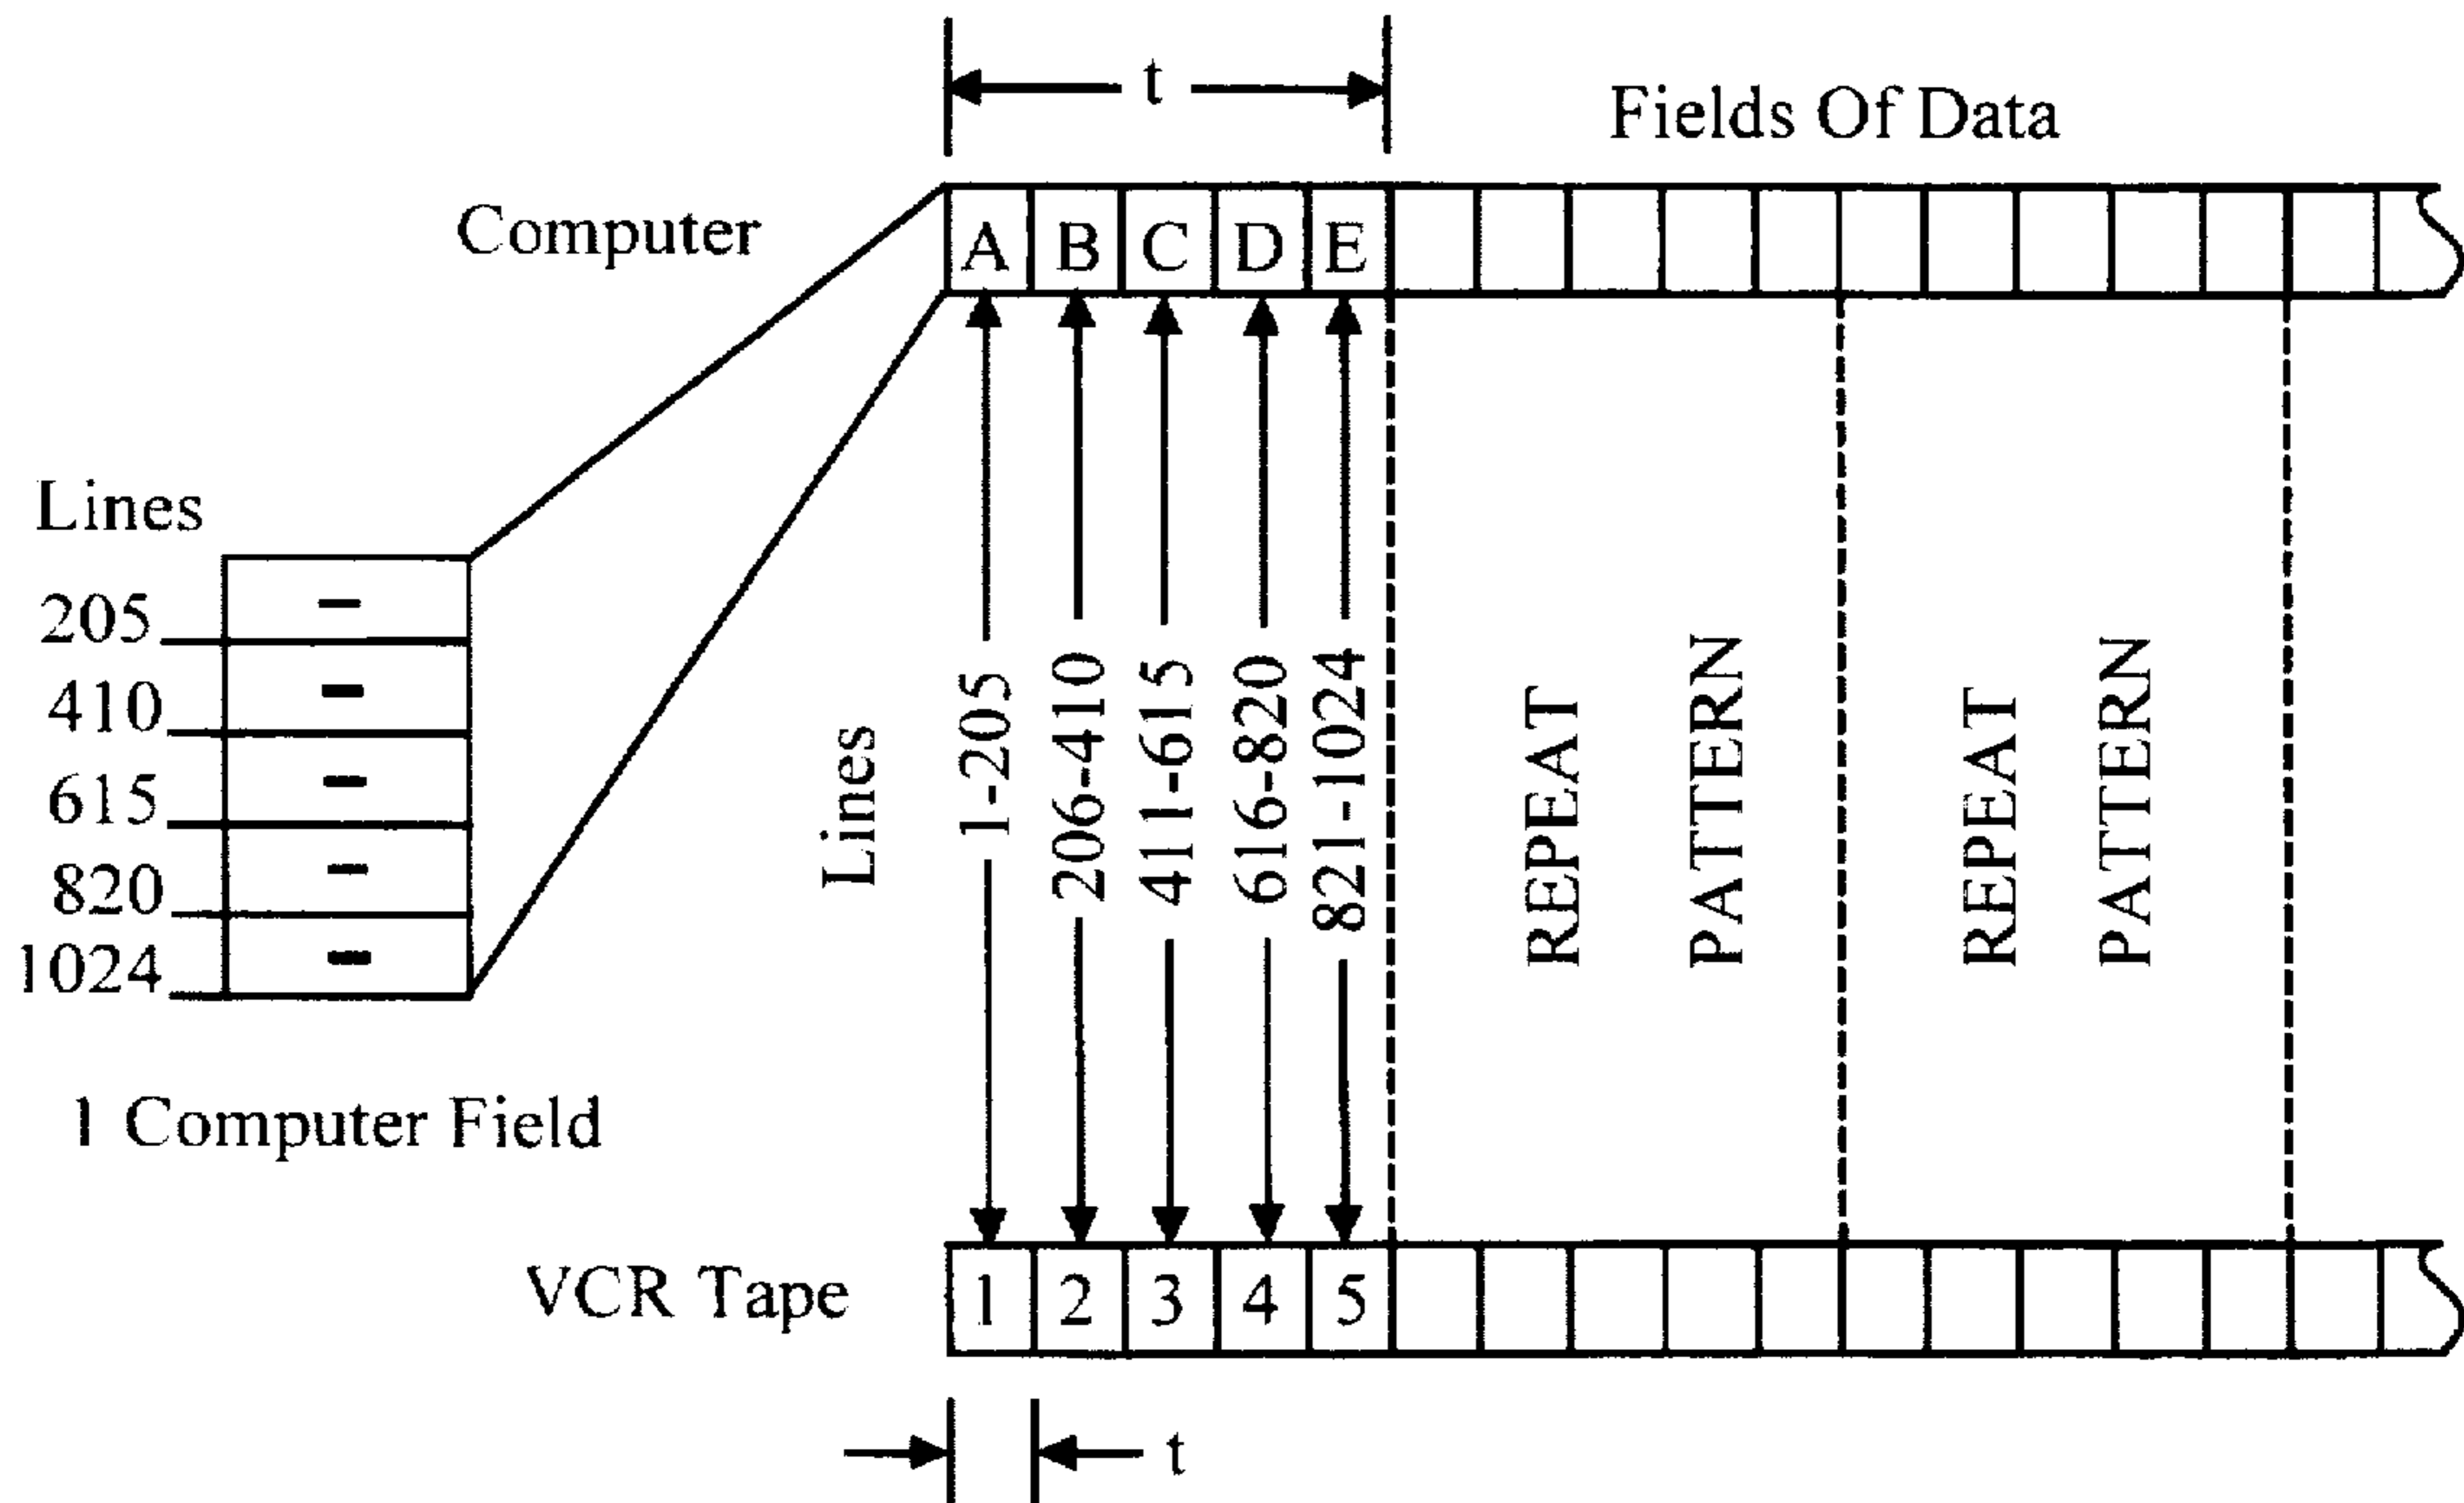 t
Fields Of Data
Computer
A B C D E
Lines
205
410
615
820
1024
1 Computer Field
Lines
1-205
206-410
411-615
616-820
821-1024
REPEAT
PATTERN
REPEAT
PATTERN
VCR Tape
1 2 3 4 5
t